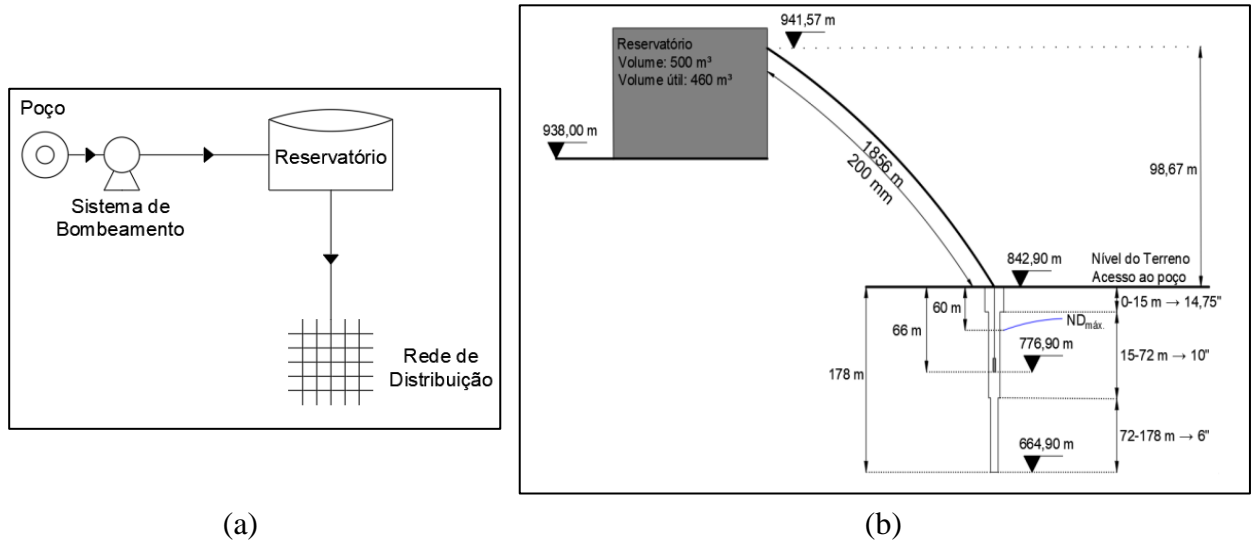 Poço
Reservatório
Sistema de
Bombeamento
Rede de
Distribuição
(a)
941,57 m
Reservatório
Volume: 500 m³
Volume útil: 460 m³
938,00 m
1856 m
200 mm
98,67 m
842,90 m
Nível do Terreno
Acesso ao poço
0-15 m → 14,75"
60 m
NDmáx.
66 m
776,90 m
15-72 m → 10"
178 m
72-178 m → 6"
664,90 m
(b)